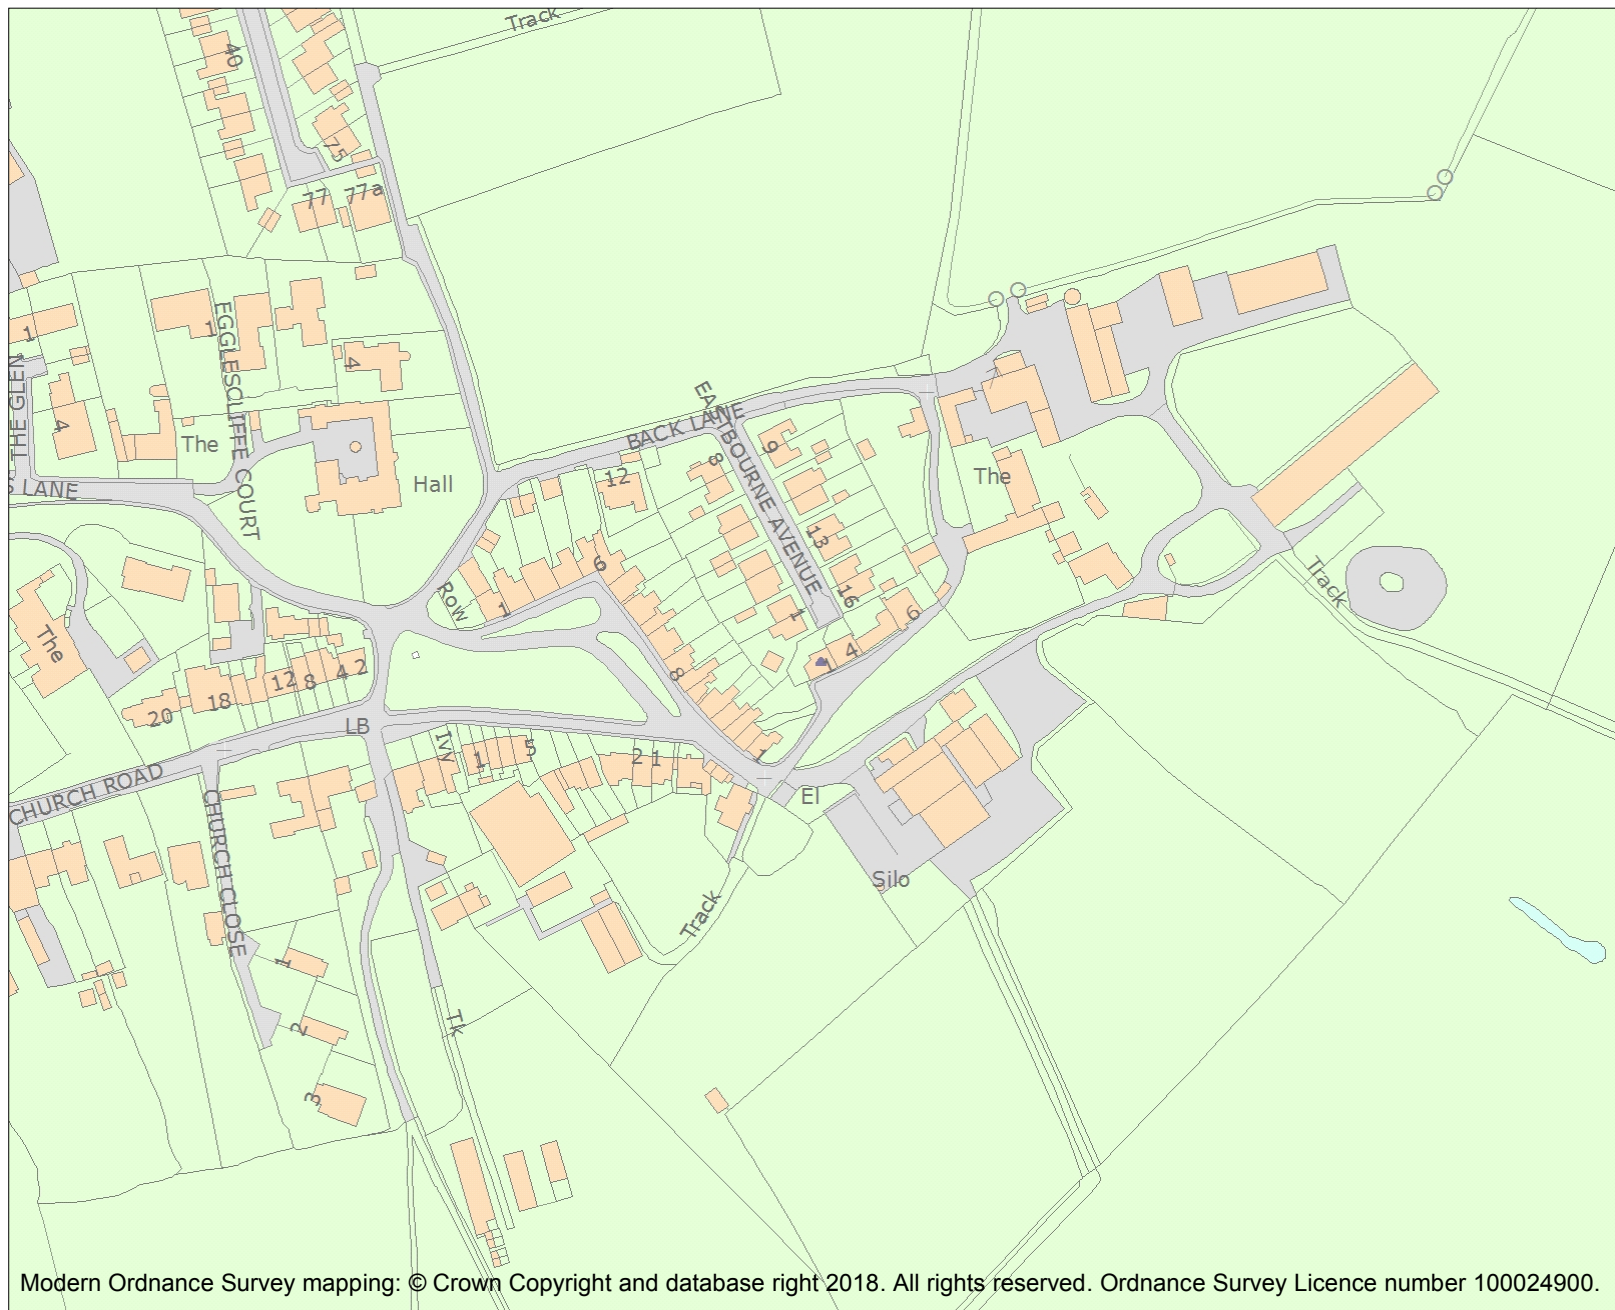 Track
40
75
77
77a
1
1
EGGLESCLIFFE COURT
4
THE GLEN
4
The
Hall
S LANE
BACK LANE
EASTBOURNE AVENUE
12
8
9
7
The
13
16
1
6
Row
1
6
4
1
8
The
20
18
12
8
4
2
LB
Ivy
1
5
2
1
1
El
Silo
Track
Track
CHURCH ROAD
CHURCH CLOSE
1
2
3
Tk
Modern Ordnance Survey mapping: © Crown Copyright and database right 2018. All rights reserved. Ordnance Survey Licence number 100024900.